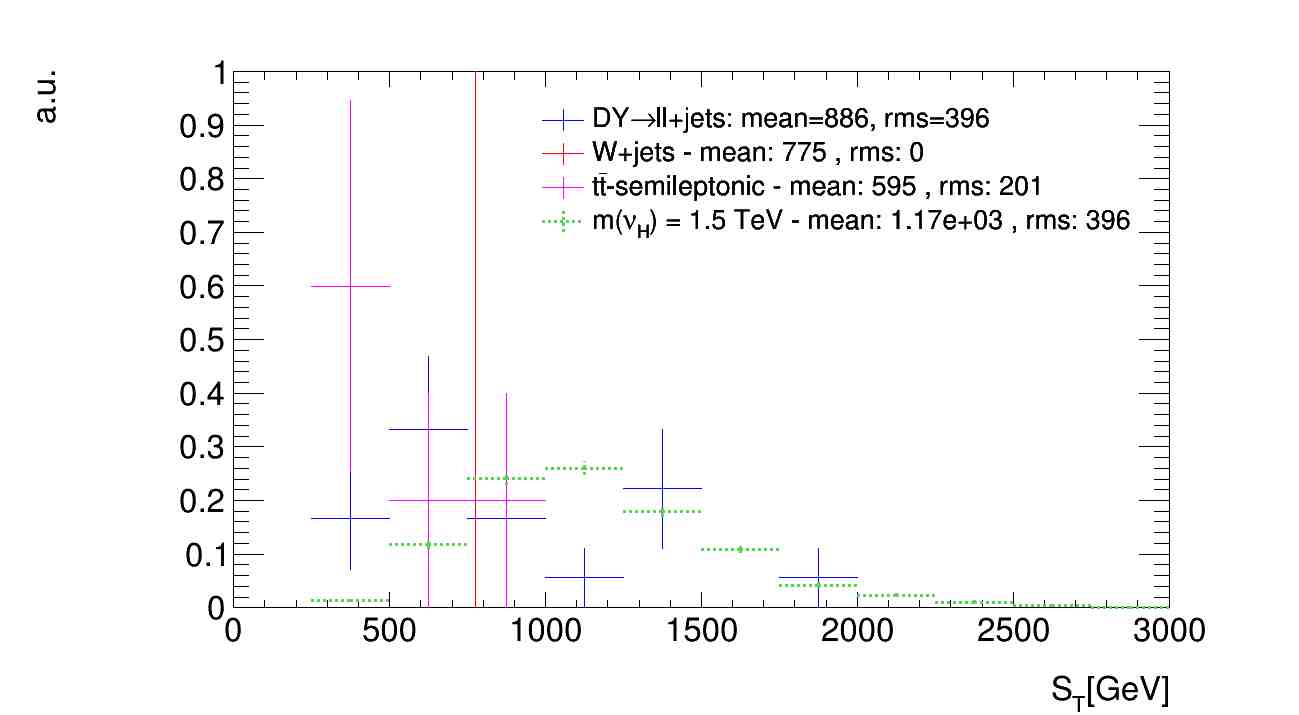 a.u.
DY→ll+jets: mean=886, rms=396
W+jets - mean: 775 , rms: 0
tt̄-semileptonic - mean: 595 , rms: 201
m(ν_H) = 1.5 TeV - mean: 1.17e+03 , rms: 396
1
0.9
0.8
0.7
0.6
0.5
0.4
0.3
0.2
0.1
0
0 500 1000 1500 2000 2500 3000
S_T[GeV]